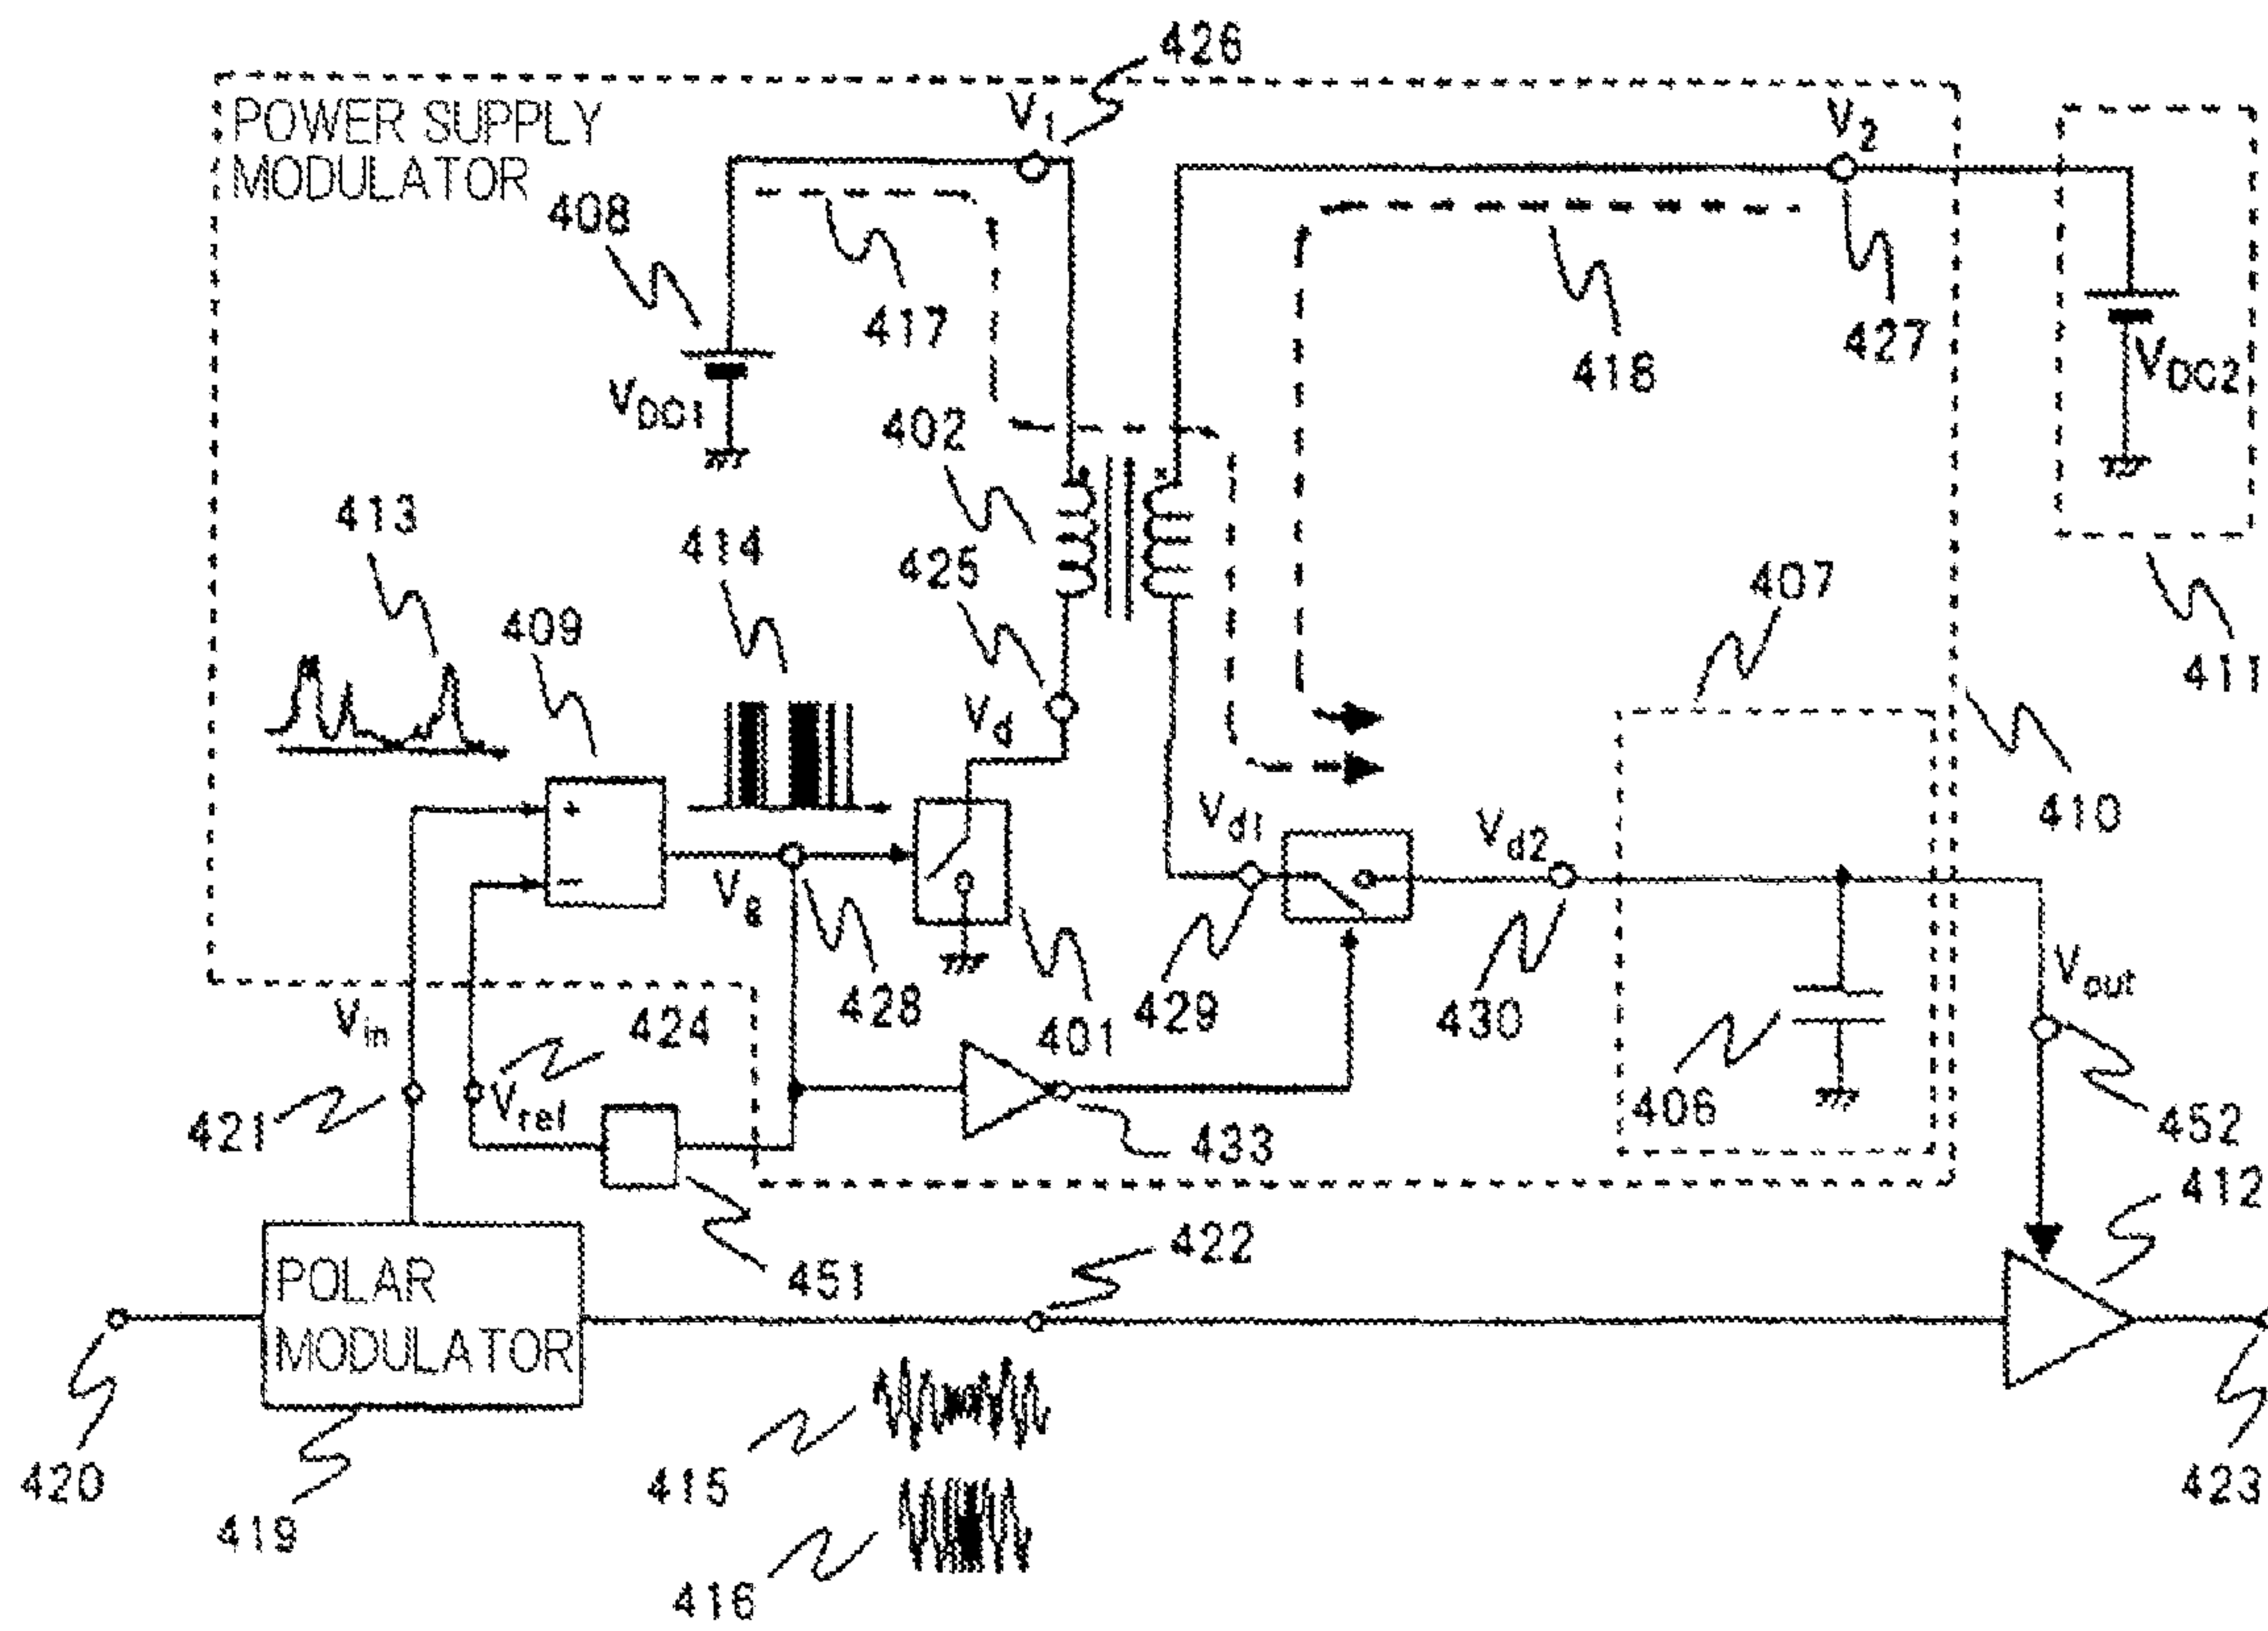 426
POWER SUPPLY
MODULATOR
V1
V2
408
417
418
427
VDC1
VDC2
402
413
414
425
407
409
411
Vd
410
Vd1
Vd2
Vg
428
401
429
430
Vout
Vin
424
421
Vref
406
433
452
412
451
422
POLAR
MODULATOR
420
419
415
416
423